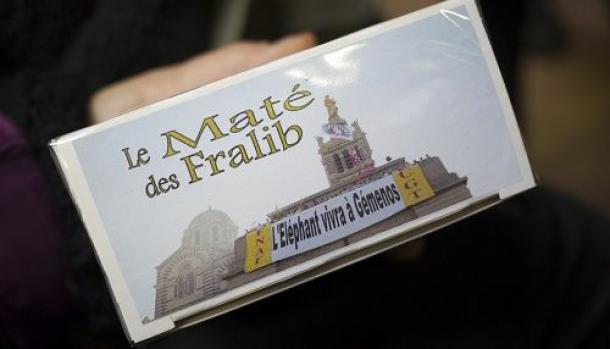 Le Maté
des Fralib
FNAF
L'Eléphant vivra à Gémenos
CGT